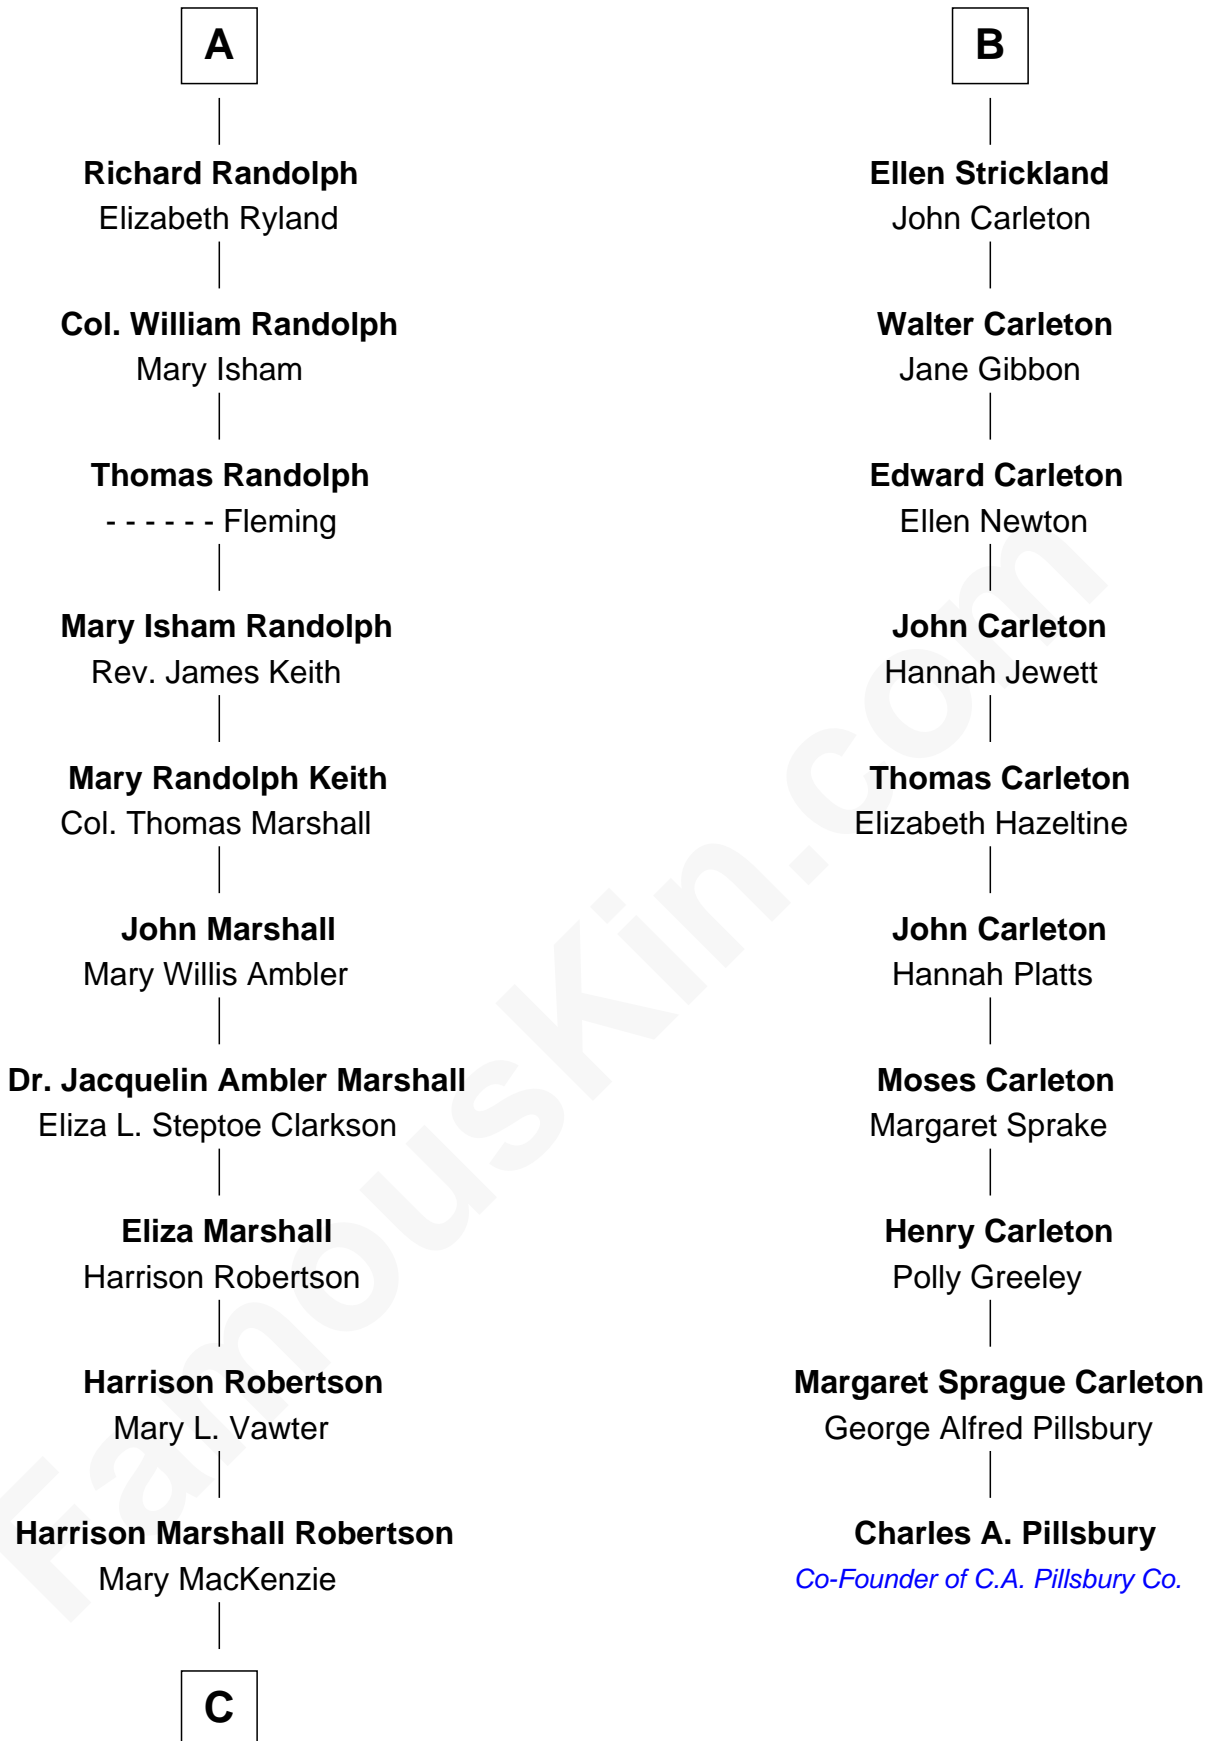 A
Richard Randolph
Elizabeth Ryland
Col. William Randolph
Mary Isham
Thomas Randolph
- - - - - - Fleming
Mary Isham Randolph
Rev. James Keith
Mary Randolph Keith
Col. Thomas Marshall
John Marshall
Mary Willis Ambler
Dr. Jacquelin Ambler Marshall
Eliza L. Steptoe Clarkson
Eliza Marshall
Harrison Robertson
Harrison Robertson
Mary L. Vawter
Harrison Marshall Robertson
Mary MacKenzie
C
B
Ellen Strickland
John Carleton
Walter Carleton
Jane Gibbon
Edward Carleton
Ellen Newton
John Carleton
Hannah Jewett
Thomas Carleton
Elizabeth Hazeltine
John Carleton
Hannah Platts
Moses Carleton
Margaret Sprake
Henry Carleton
Polly Greeley
Margaret Sprague Carleton
George Alfred Pillsbury
Charles A. Pillsbury
Co-Founder of C.A. Pillsbury Co.
FamousKin.com